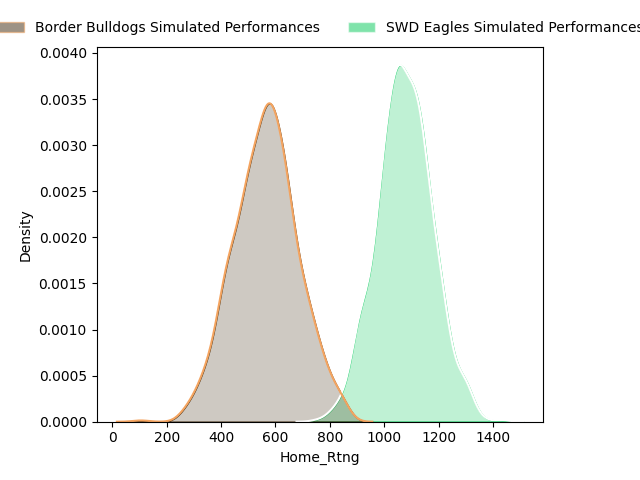 Border Bulldogs Simulated Performances SWD Eagles Simulated Performances
0.0040
0.0035
0.0030
0.0025
0.0020
0.0015
0.0010
0.0005
0.0000
Density
0 200 400 600 800 1000 1200 1400
Home_Rtng